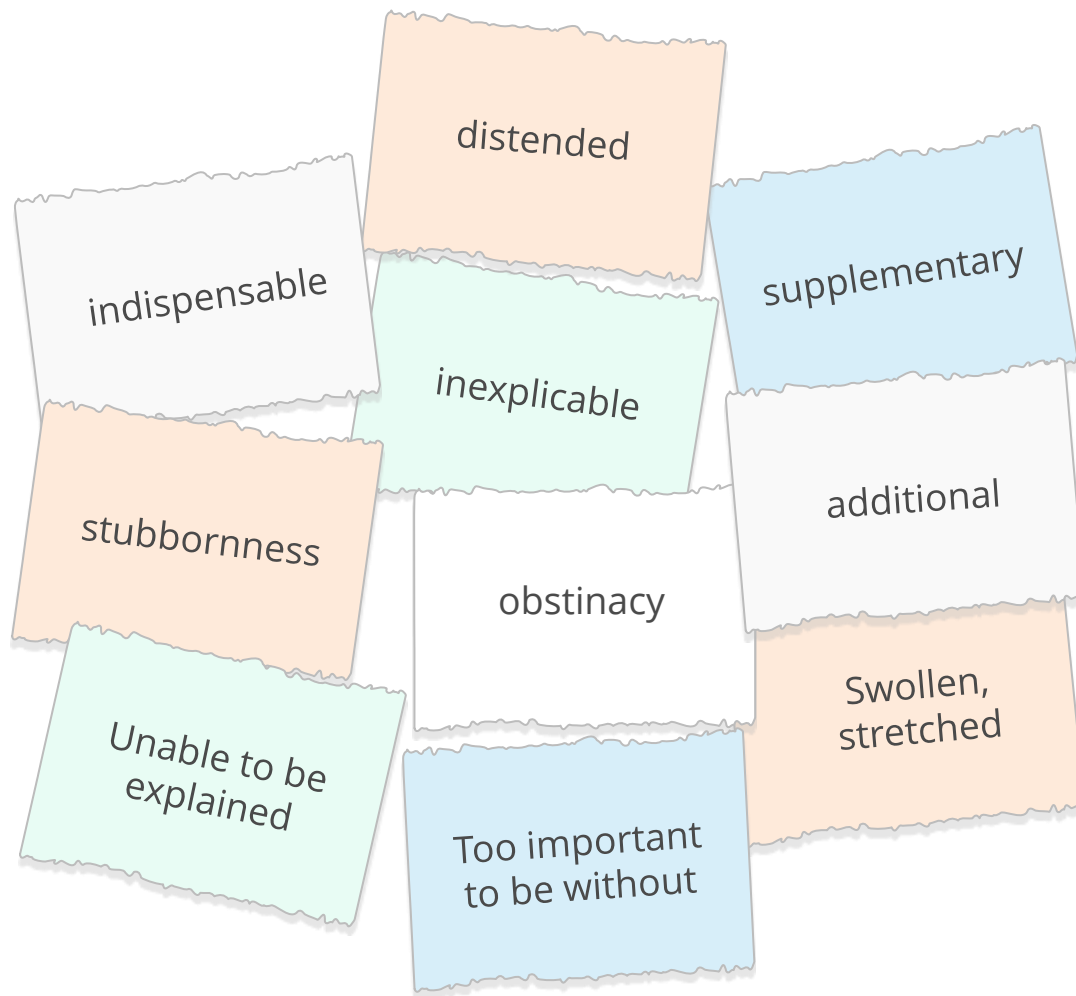 distended
indispensable
supplementary
inexplicable
additional
stubbornness
obstinacy
Swollen,
stretched
Unable to be
explained
Too important
to be without